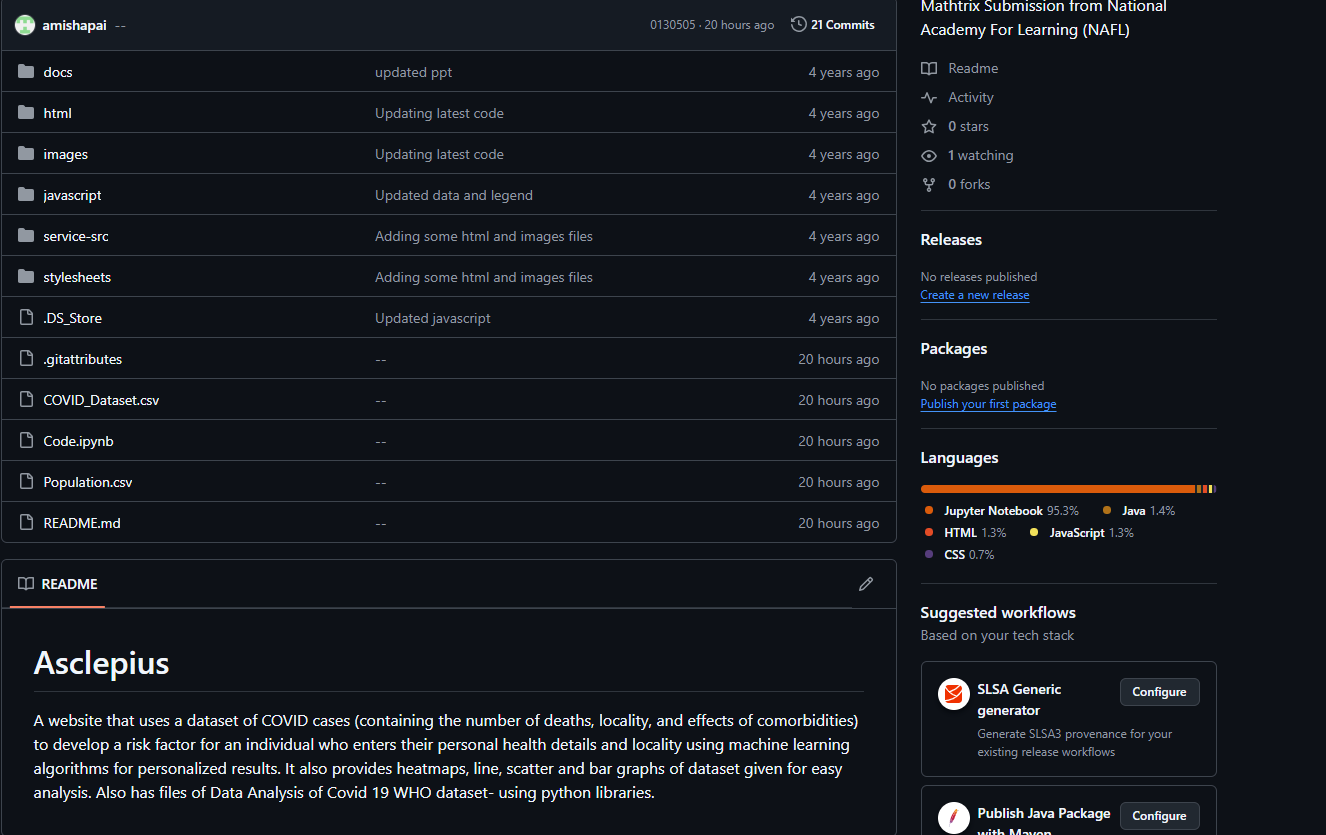 amishapai --
0130505 · 20 hours ago
21 Commits
docs updated ppt 4 years ago
html Updating latest code 4 years ago
images Updating latest code 4 years ago
javascript Updated data and legend 4 years ago
service-src Adding some html and images files 4 years ago
stylesheets Adding some html and images files 4 years ago
.DS_Store Updated javascript 4 years ago
.gitattributes -- 20 hours ago
COVID_Dataset.csv -- 20 hours ago
Code.ipynb -- 20 hours ago
Population.csv -- 20 hours ago
README.md -- 20 hours ago
README
Asclepius
A website that uses a dataset of COVID cases (containing the number of deaths, locality, and effects of comorbidities)
to develop a risk factor for an individual who enters their personal health details and locality using machine learning
algorithms for personalized results. It also provides heatmaps, line, scatter and bar graphs of dataset given for easy
analysis. Also has files of Data Analysis of Covid 19 WHO dataset- using python libraries.
Mathtrix Submission from National
Academy For Learning (NAFL)
Readme
Activity
0 stars
1 watching
0 forks
Releases
No releases published
Create a new release
Packages
No packages published
Publish your first package
Languages
Jupyter Notebook 95.3% Java 1.4%
HTML 1.3% JavaScript 1.3%
CSS 0.7%
Suggested workflows
Based on your tech stack
SLSA Generic
generator
Configure
Generate SLSA3 provenance for your
existing release workflows
Publish Java Package
with Maven
Configure